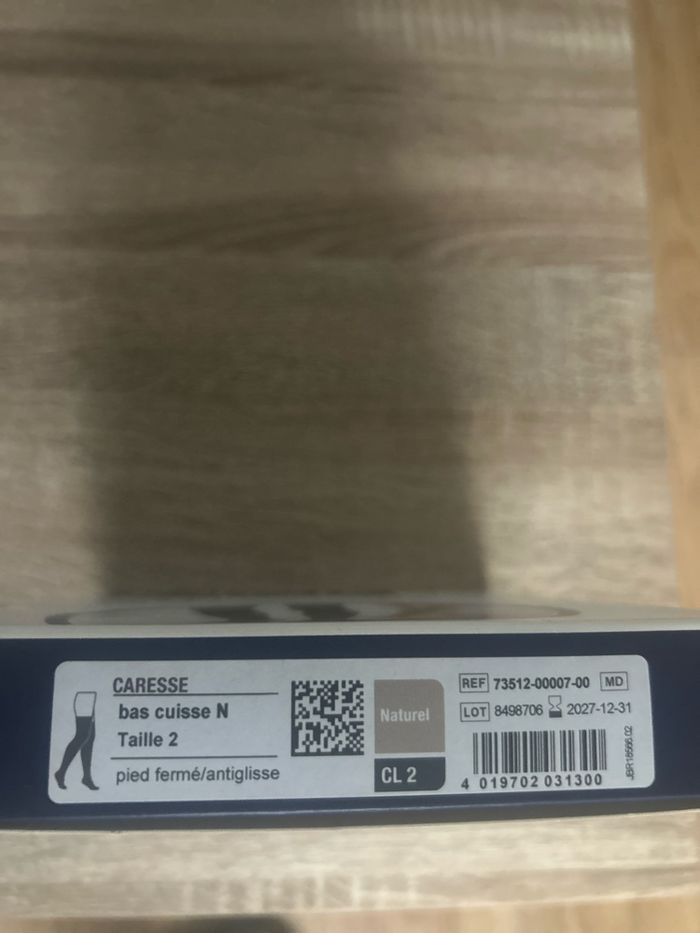 CARESSE
bas cuisse N
Taille 2
pied fermé/antiglisse
Naturel
CL 2
REF 73512-00007-00 MD
LOT 8498706 2027-12-31
4 019702 031300